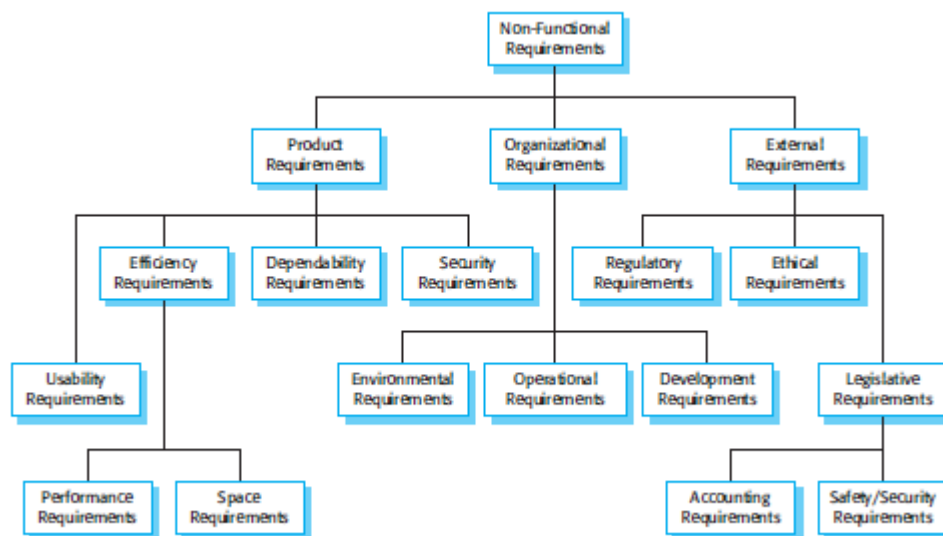 Non-Functional
Requirements
Product
Requirements
Organizational
Requirements
External
Requirements
Efficiency
Requirements
Dependability
Requirements
Security
Requirements
Regulatory
Requirements
Ethical
Requirements
Usability
Requirements
Environmental
Requirements
Operational
Requirements
Development
Requirements
Legislative
Requirements
Performance
Requirements
Space
Requirements
Accounting
Requirements
Safety/Security
Requirements